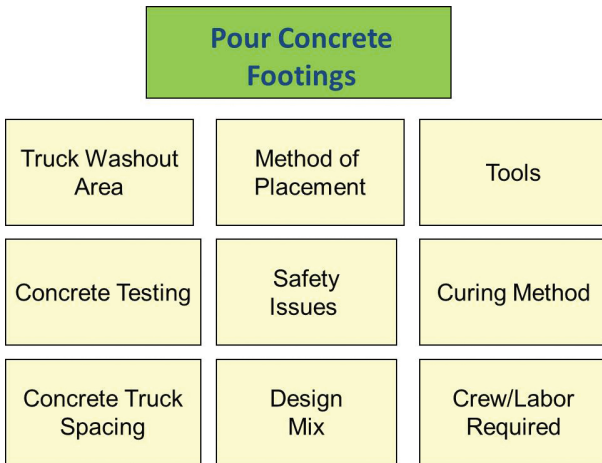 Pour Concrete
Footings
Truck Washout
Area
Method of
Placement
Tools
Concrete Testing
Safety
Issues
Curing Method
Concrete Truck
Spacing
Design
Mix
Crew/Labor
Required